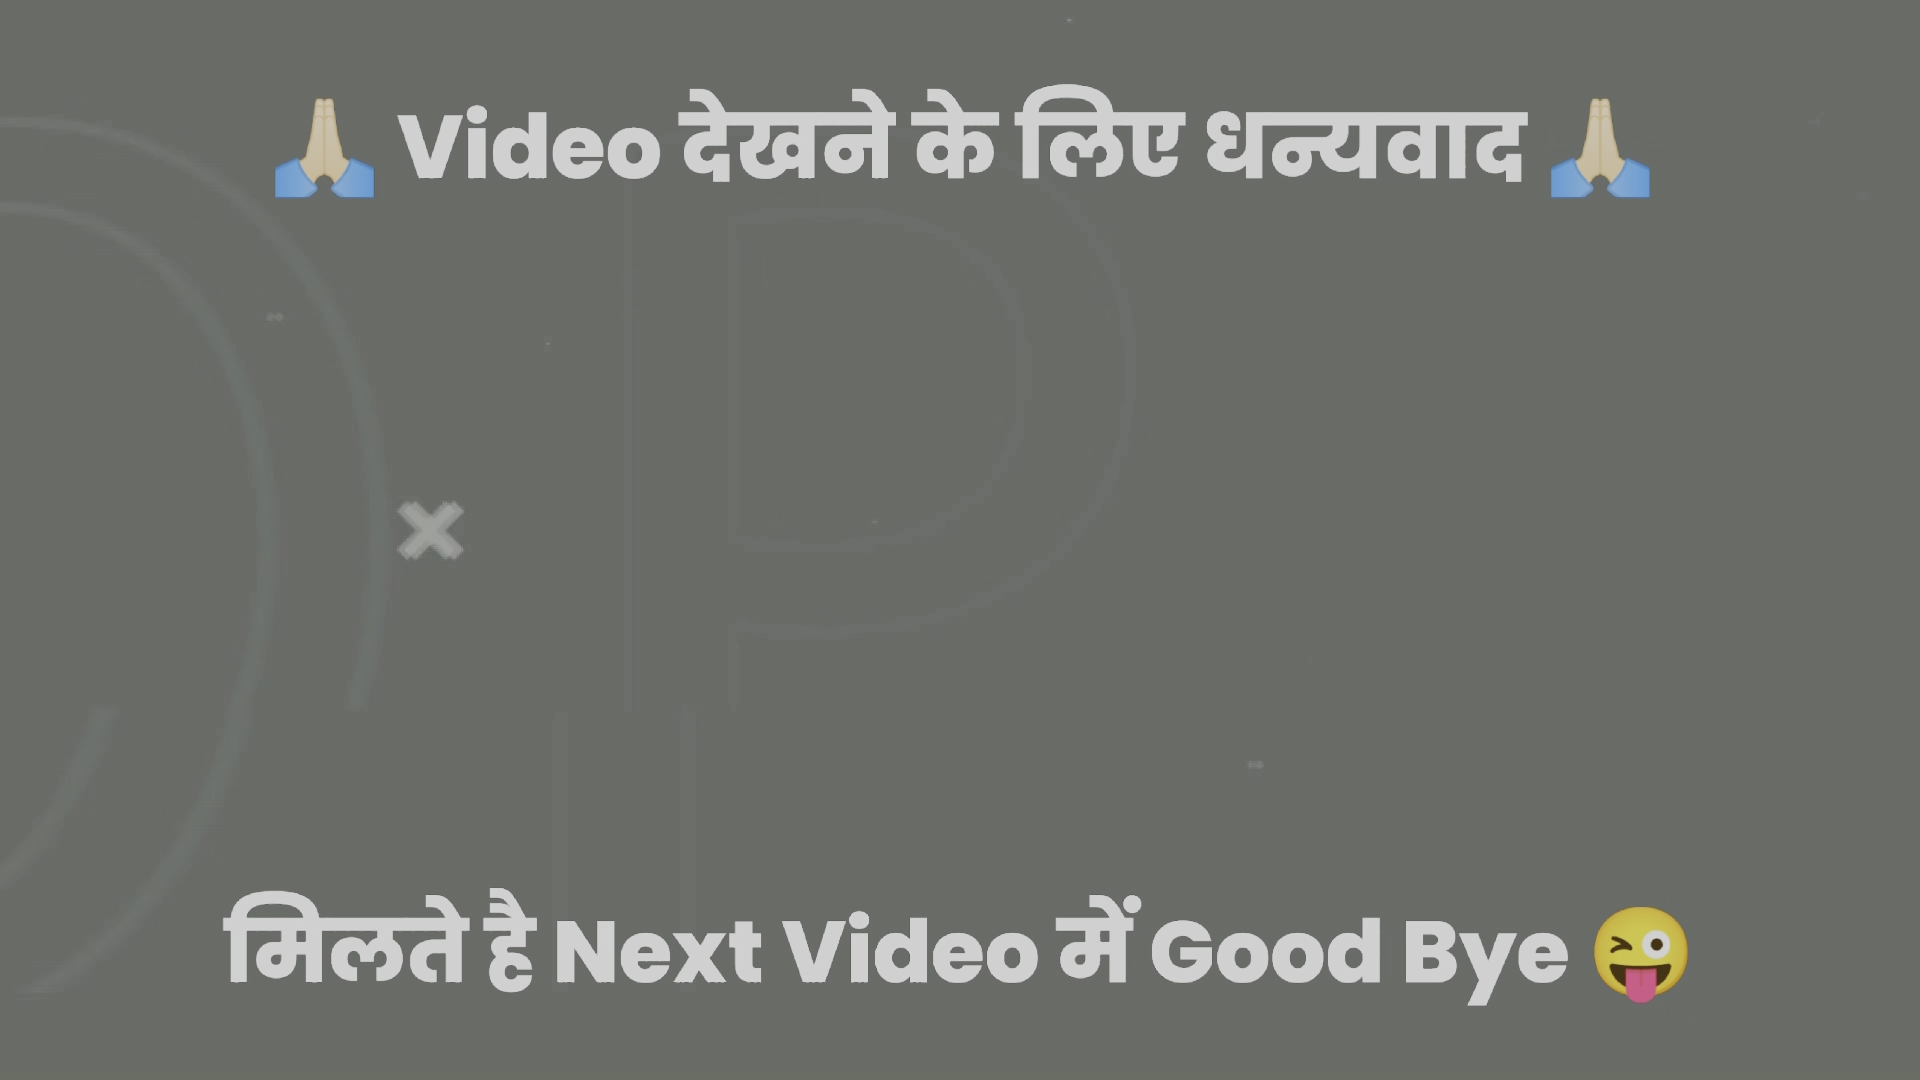 🙏🏼 Video देखने के लिए धन्यवाद 🙏🏼
मिलते है Next Video में Good Bye 😜